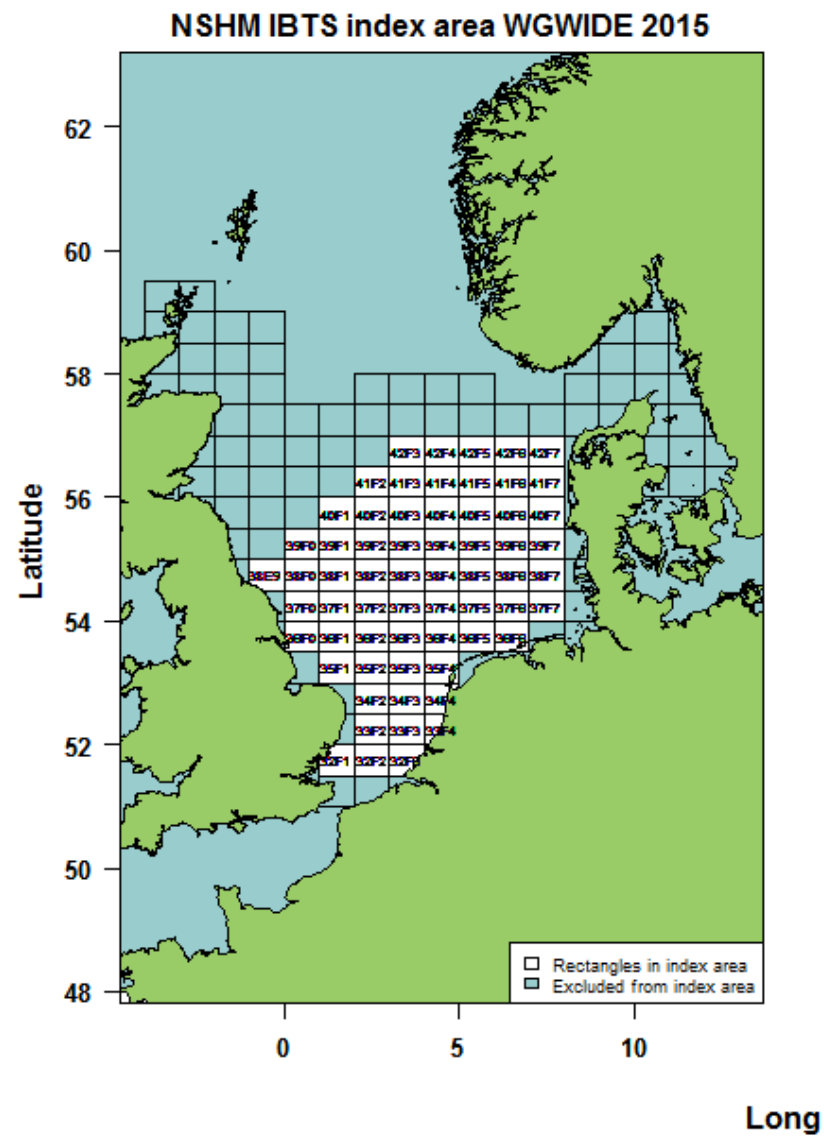 NSHM IBTS index area WGWIDE 2015
62
60
58
56
54
52
50
48
Latitude
42F3 42F4 42F5 42F6 42F7
41F2 41F3 41F4 41F5 41F6 41F7
40F1 40F2 40F3 40F4 40F5 40F6 40F7
39F0 39F1 39F2 39F3 39F4 39F5 39F6 39F7
38E9 38F0 38F1 38F2 38F3 38F4 38F5 38F6 38F7
37F0 37F1 37F2 37F3 37F4 37F5 37F6 37F7
36F0 36F1 36F2 36F3 36F4 36F5 36F6
35F1 35F2 35F3 35F4
34F2 34F3 34F4
33F2 33F3 33F4
32F1 32F2 32F3
Rectangles in index area
Excluded from index area
0 5 10
Long